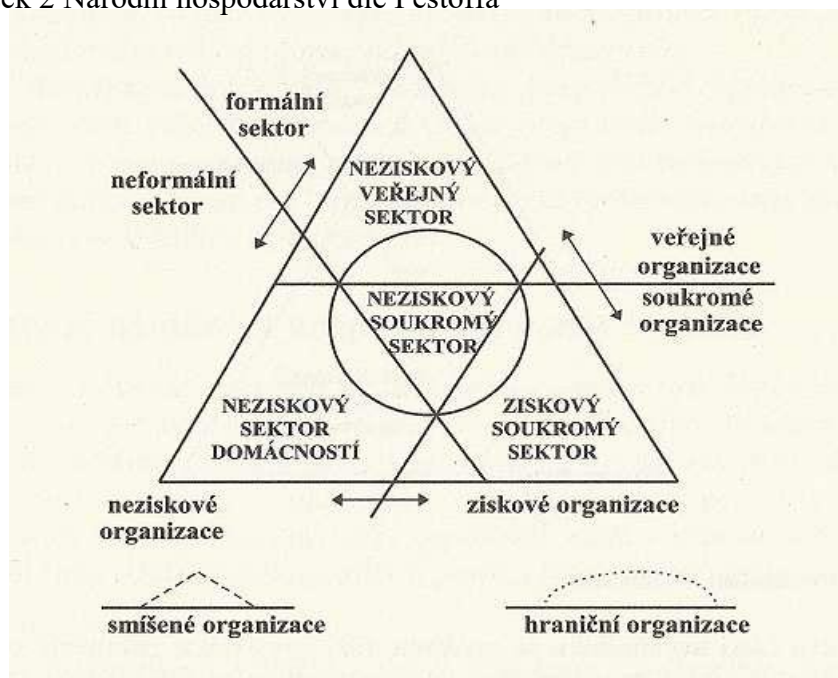 2 Národní hospodářství dle Pestoffa
formální
sektor
neformální
sektor
NEZISKOVÝ
VEŘEJNÝ
SEKTOR
veřejné
organizace
soukromé
organizace
NEZISKOVÝ
SOUKROMÝ
SEKTOR
NEZISKOVÝ
SEKTOR
DOMÁCNOSTÍ
ZISKOVÝ
SOUKROMÝ
SEKTOR
neziskové
organizace
ziskové organizace
smíšené organizace
hraniční organizace